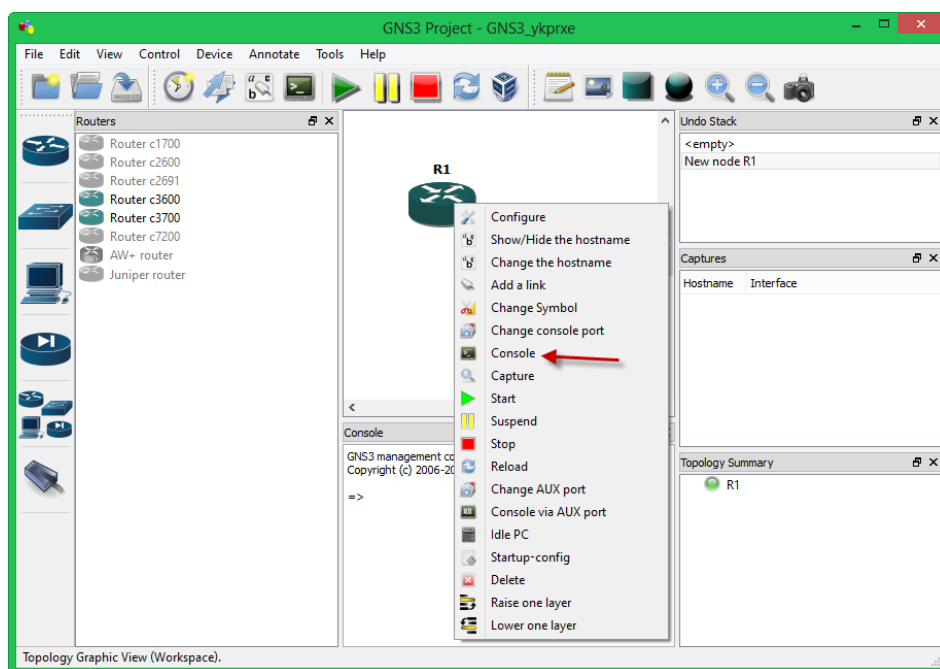 GNS3 Project - GNS3_ykprxe
File Edit View Control Device Annotate Tools Help
Routers
Router c1700
Router c2600
Router c2691
Router c3600
Router c3700
Router c7200
AW+ router
Juniper router
R1
Configure
Show/Hide the hostname
Change the hostname
Add a link
Change Symbol
Change console port
Console
Capture
Start
Suspend
Stop
Reload
Change AUX port
Console via AUX port
Idle PC
Startup-config
Delete
Raise one layer
Lower one layer
Console
GNS3 management
Copyright (c)
=>
Undo Stack
<empty>
New node R1
Captures
Hostname Interface
Topology Summary
R1
Topology Graphic View (Workspace).